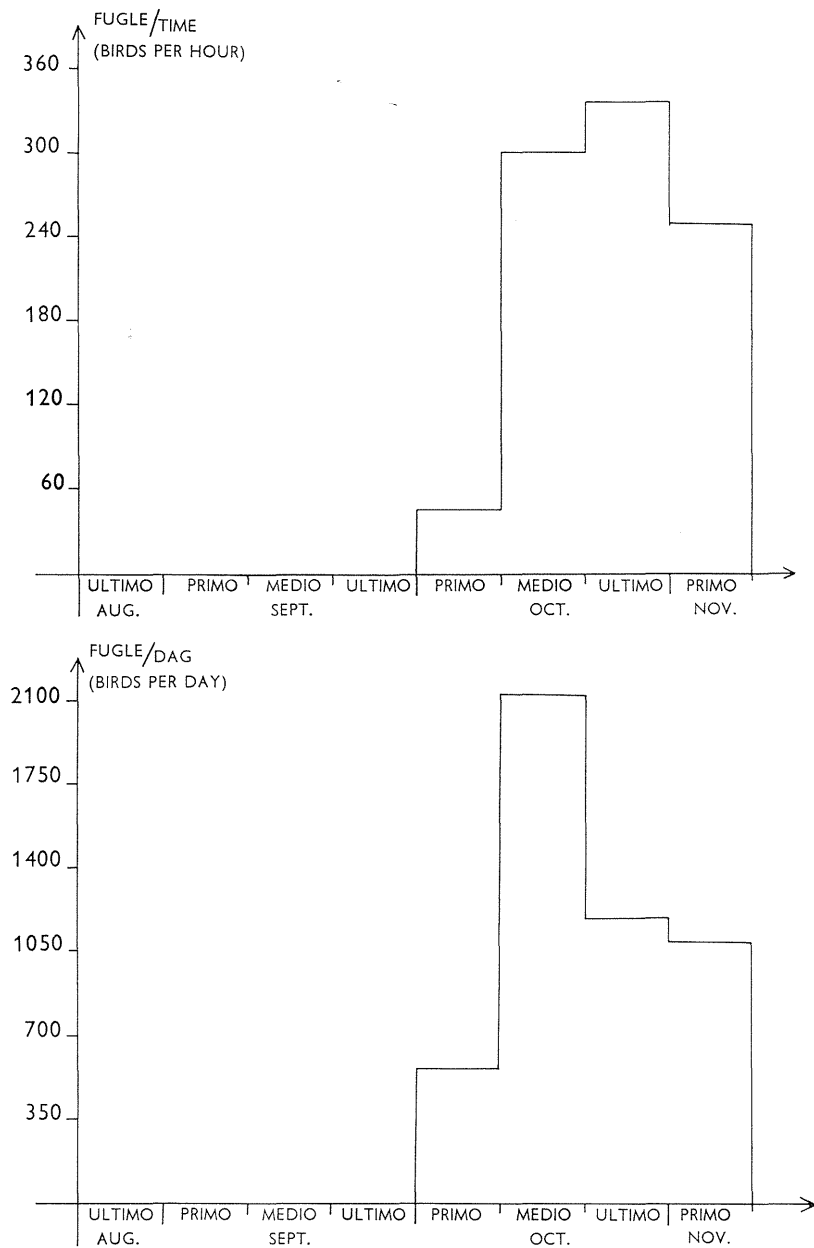 FUGLE/TIME
(BIRDS PER HOUR)
360
300
240
180
120
60
ULTIMO PRIMO MEDIO ULTIMO PRIMO MEDIO ULTIMO PRIMO
AUG. SEPT. OCT. NOV.
FUGLE/DAG
(BIRDS PER DAY)
2100
1750
1400
1050
700
350
ULTIMO PRIMO MEDIO ULTIMO PRIMO MEDIO ULTIMO PRIMO
AUG. SEPT. OCT. NOV.